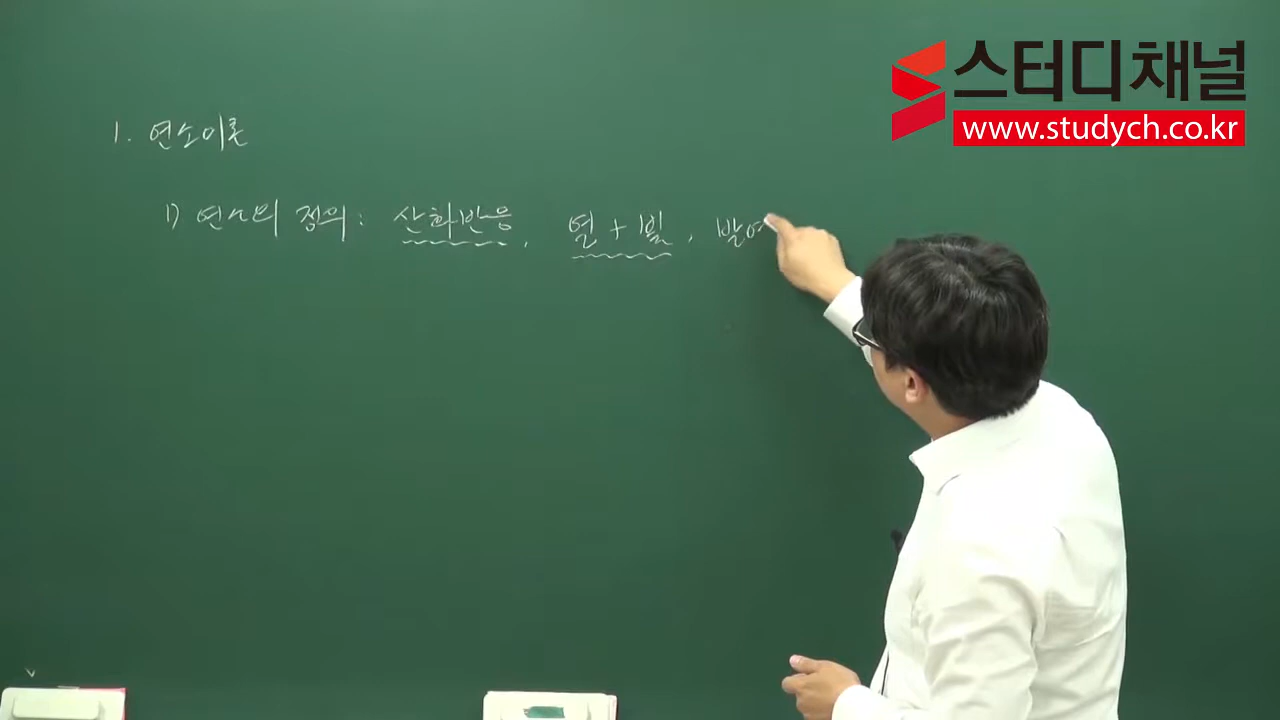 스터디채널
www.studych.co.kr
1. 연소이론
1) 연소의 정의 : 산화반응, 열 + 빛, 발여